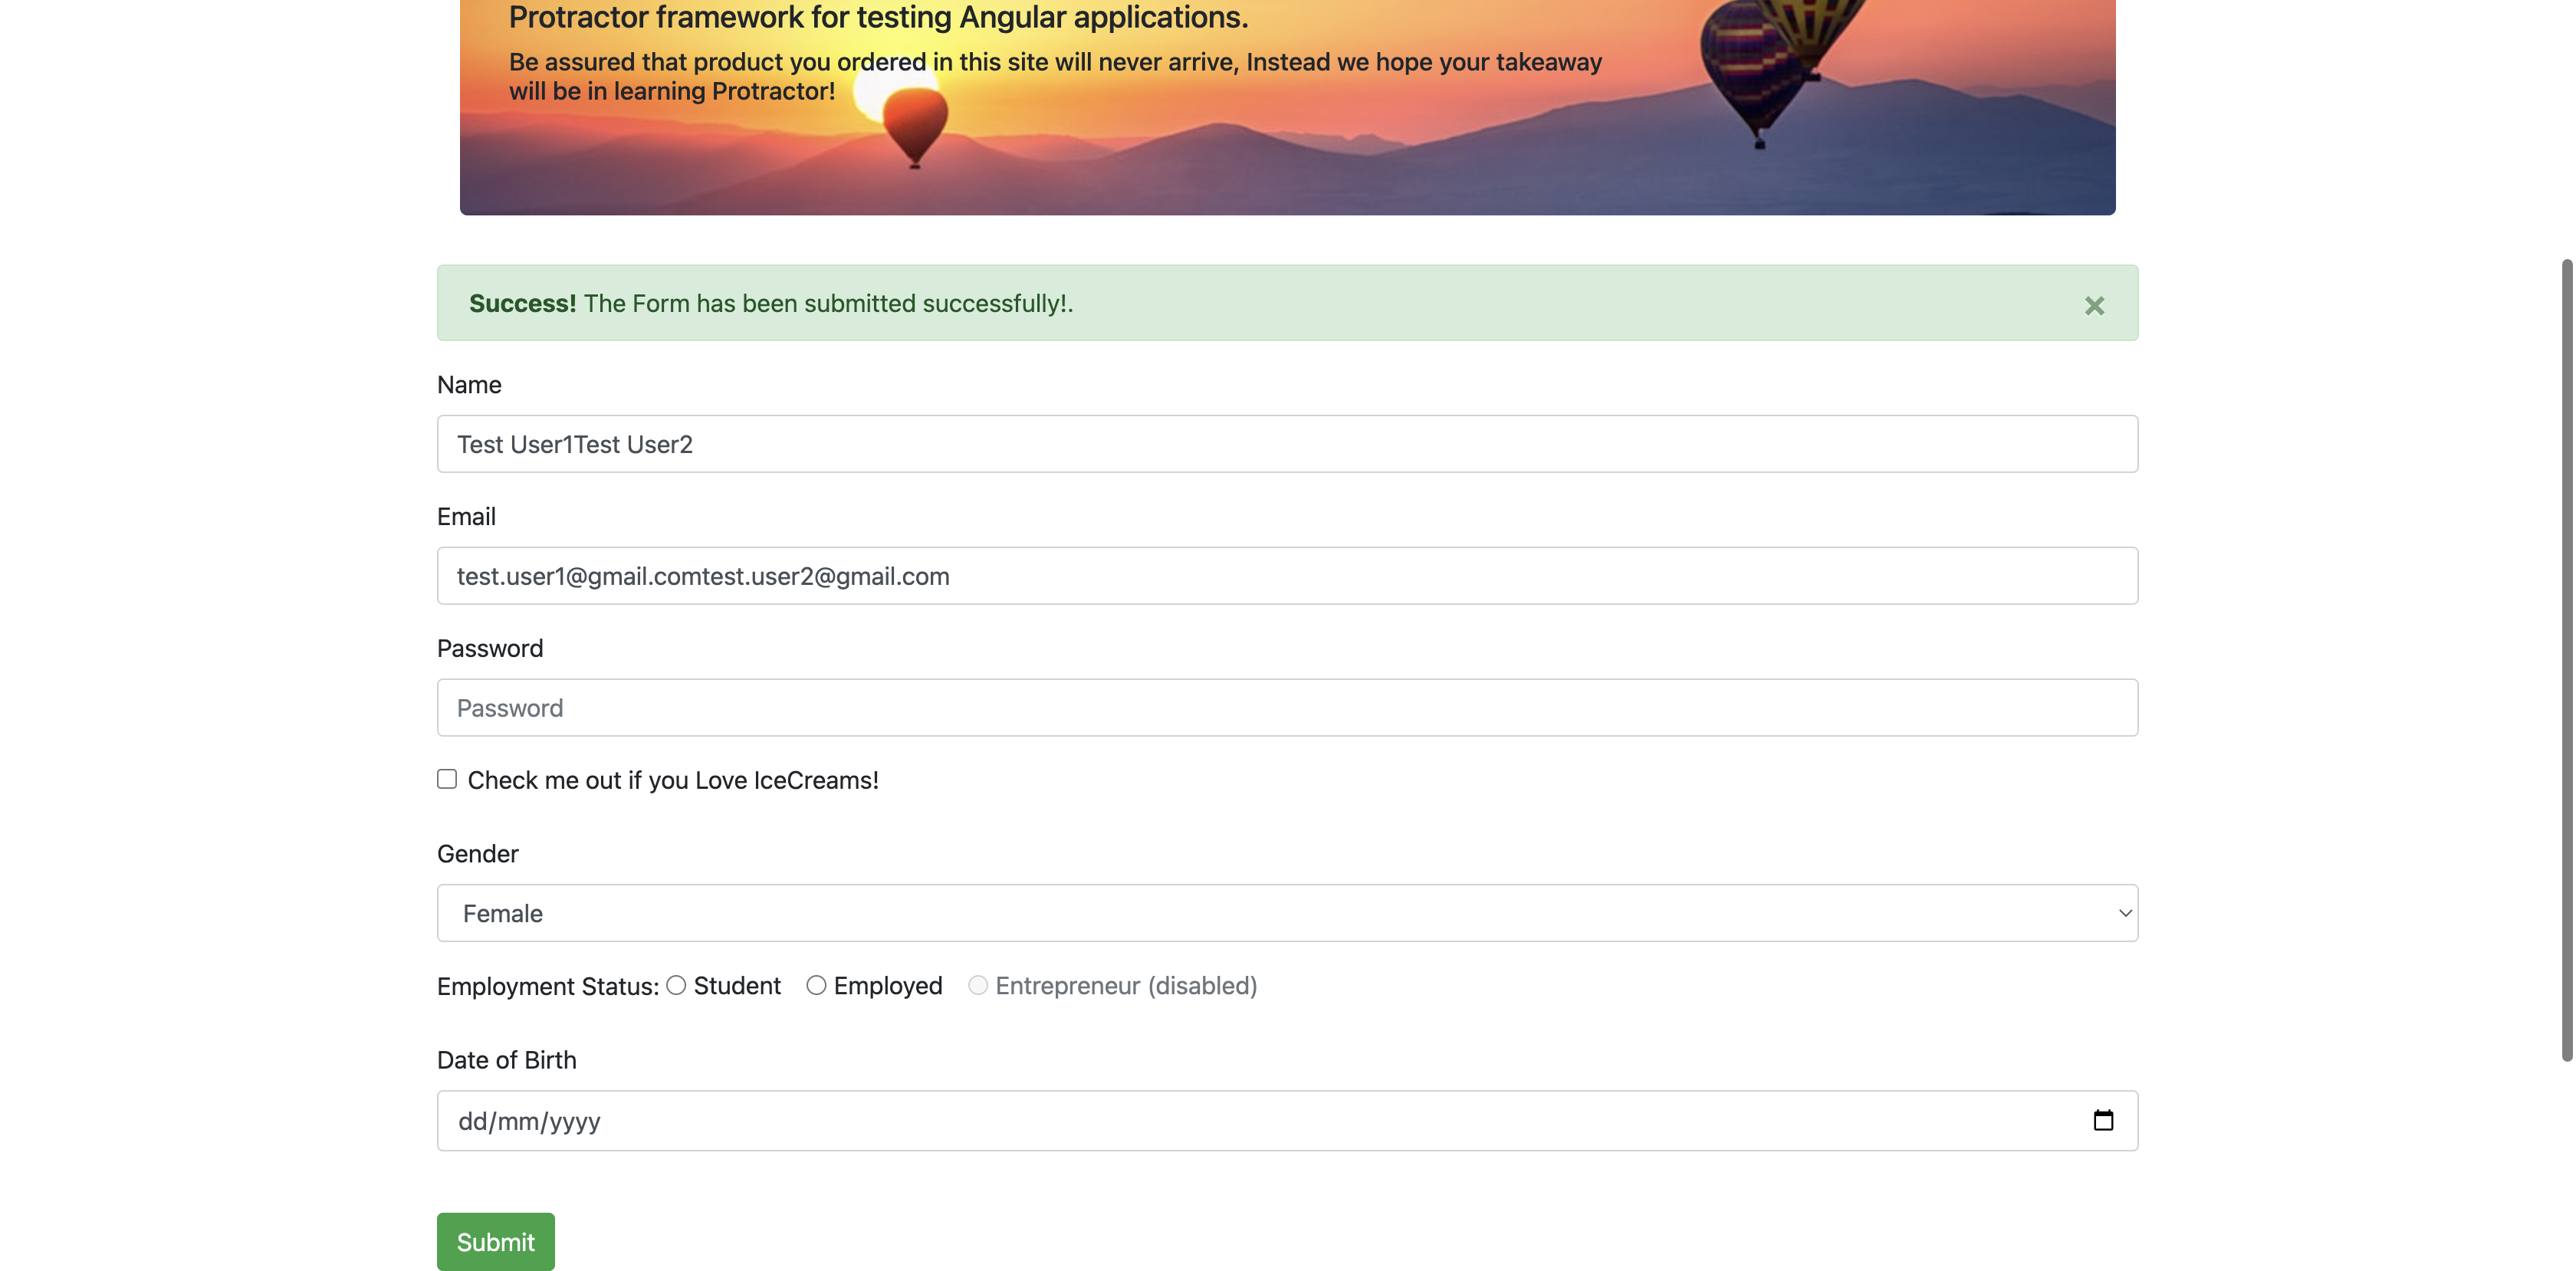 Protractor framework for testing Angular applications.
Be assured that product you ordered in this site will never arrive, Instead we hope your takeaway
will be in learning Protractor!
Success! The Form has been submitted successfully!.
×
Name
Test User1Test User2
Email
test.user1@gmail.comtest.user2@gmail.com
Password
Password
Check me out if you Love IceCreams!
Gender
Female
Employment Status: Student Employed Entrepreneur (disabled)
Date of Birth
dd/mm/yyyy
Submit